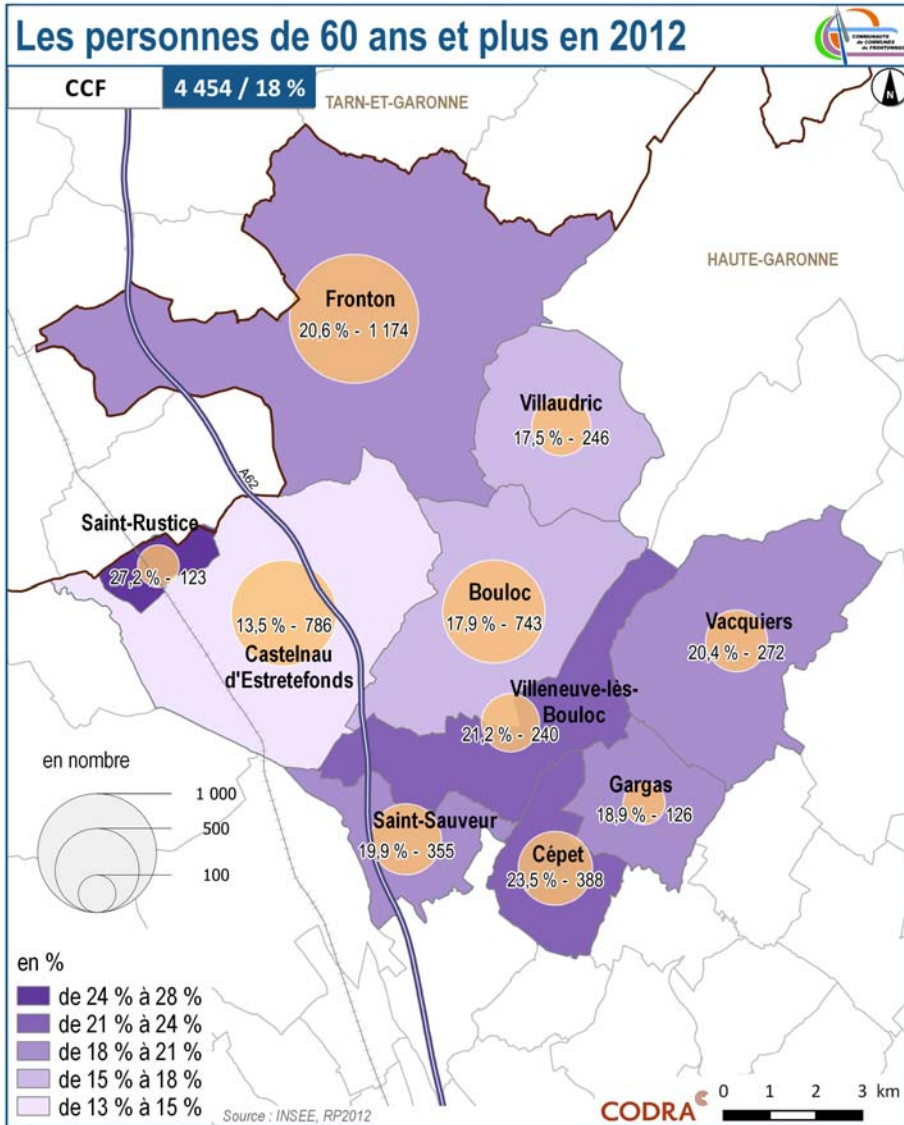 Les personnes de 60 ans et plus en 2012
COMMUNAUTÉ
de COMMUNES
du FRONTONNAIS
CCF
4 454 / 18 %
TARN-ET-GARONNE
N
HAUTE-GARONNE
Fronton
20,6 % - 1 174
Villaudric
17,5 % - 246
A62
Saint-Rustice
27,2 % - 123
Bouloc
17,9 % - 743
13,5 % - 786
Castelnau
d'Estretefonds
Vacquiers
20,4 % - 272
Villeneuve-lès-
Bouloc
21,2 % - 240
Gargas
18,9 % - 126
Saint-Sauveur
19,9 % - 355
Cépet
23,5 % - 388
en nombre
1 000
500
100
en %
de 24 % à 28 %
de 21 % à 24 %
de 18 % à 21 %
de 15 % à 18 %
de 13 % à 15 %
Source : INSEE, RP2012
CODRA
0 1 2 3 km